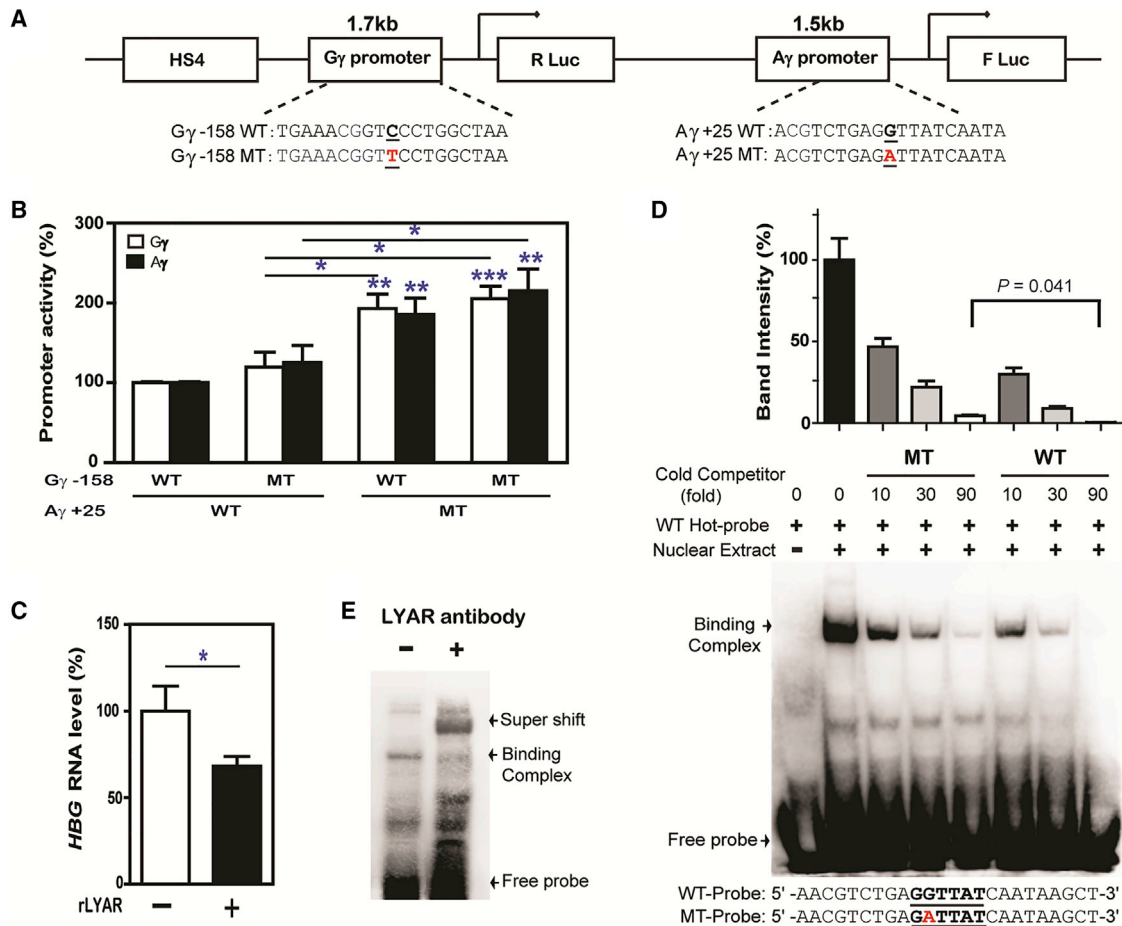 A
1.7kb
1.5kb
HS4
Gγ promoter
R Luc
Aγ promoter
F Luc
Gγ -158 WT:TGAAACGGTCCCTGGCTAA
Gγ -158 MT:TGAAACGGTTCCTGGCTAA
Aγ +25 WT: ACGTCTGAGGTTATCAATA
Aγ +25 MT: ACGTCTGAGATTATCAATA
B
Promoter activity (%)
300
200
100
0
Gγ
Aγ
*
*
*
** ** *** **
Gγ -158 WT MT WT MT
Aγ +25 WT MT
C
HBG RNA level (%)
150
100
50
0
*
rLYAR - +
D
Band Intensity (%)
100
50
0
P = 0.041
MT WT
Cold Competitor
(fold) 0 0 10 30 90 10 30 90
WT Hot-probe + + + + + + + +
Nuclear Extract - + + + + + + +
Binding
Complex
Free probe
WT-Probe: 5' -AACGTCTGAGGTTATCAATAAGCT-3'
MT-Probe: 5' -AACGTCTGAGATTATCAATAAGCT-3'
E
LYAR antibody
- +
Super shift
Binding
Complex
Free probe